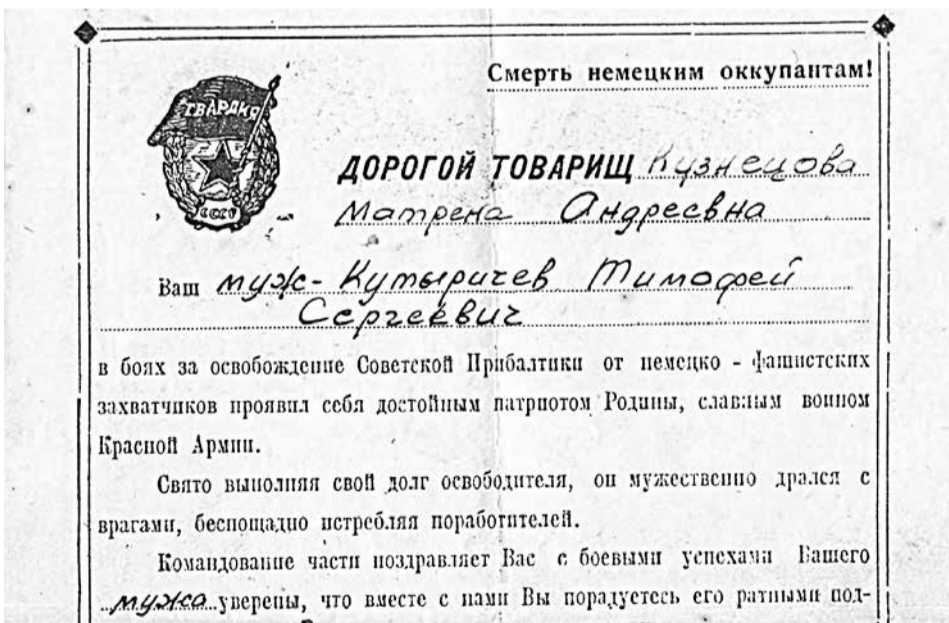 Смерть немецким оккупантам!
ГВАРДИЯ
СССР
ДОРОГОЙ ТОВАРИЩ Кузнецова
Матрена Андреевна
Ваш муж - Кутыричев Тимофей
Сергеевич
в боях за освобождение Советской Прибалтики от немецко - фашистских
захватчиков проявил себя достойным патриотом Родины, славным воином
Красной Армии.
Свято выполняя свой долг освободителя, он мужественно дрался с
врагами, беспощадно истребляя поработителей.
Командование части поздравляет Вас с боевыми успехами Вашего
мужа уверены, что вместе с нами Вы порадуетесь его ратными под-